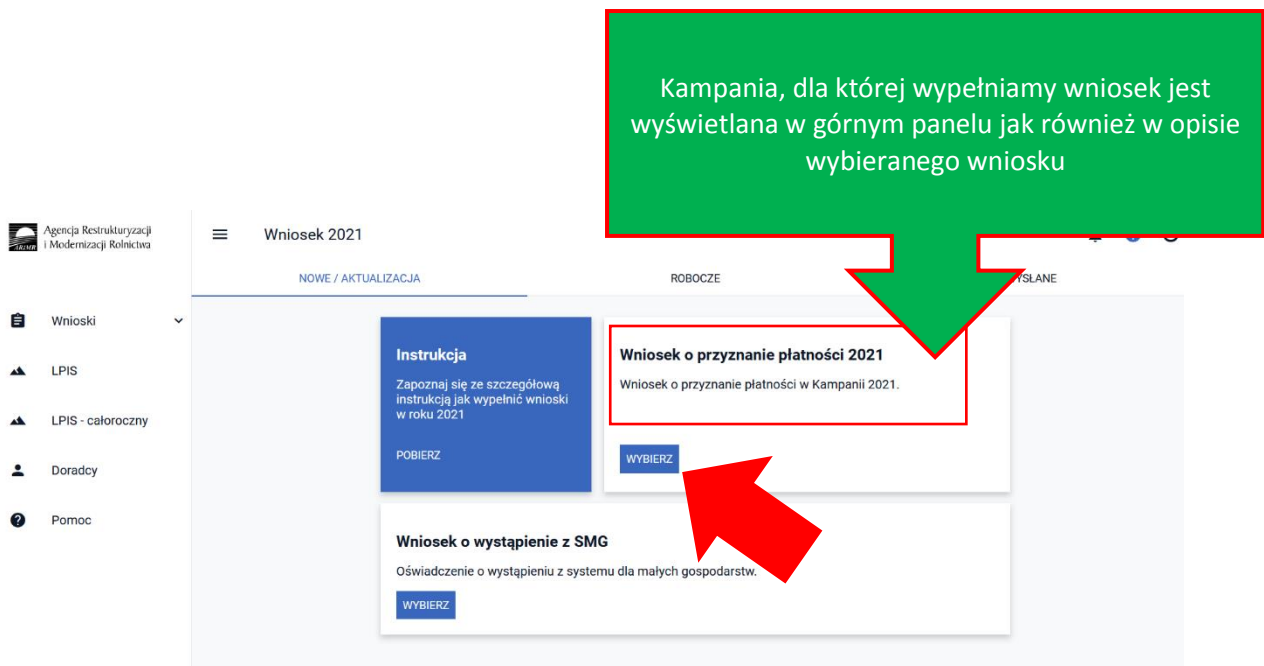 Kampania, dla której wypełniamy wniosek jest
wyświetlana w górnym panelu jak również w opisie
wybieranego wniosku
Agencja Restrukturyzacji
i Modernizacji Rolnictwa
ARiMR
Wniosek 2021
NOWE / AKTUALIZACJA
ROBOCZE
YSŁANE
Wnioski
LPIS
LPIS - całoroczny
Doradcy
Pomoc
Instrukcja
Zapoznaj się ze szczegółową
instrukcją jak wypełnić wnioski
w roku 2021
POBIERZ
Wniosek o przyznanie płatności 2021
Wniosek o przyznanie płatności w Kampanii 2021.
WYBIERZ
Wniosek o wystąpienie z SMG
Oświadczenie o wystąpieniu z systemu dla małych gospodarstw.
WYBIERZ